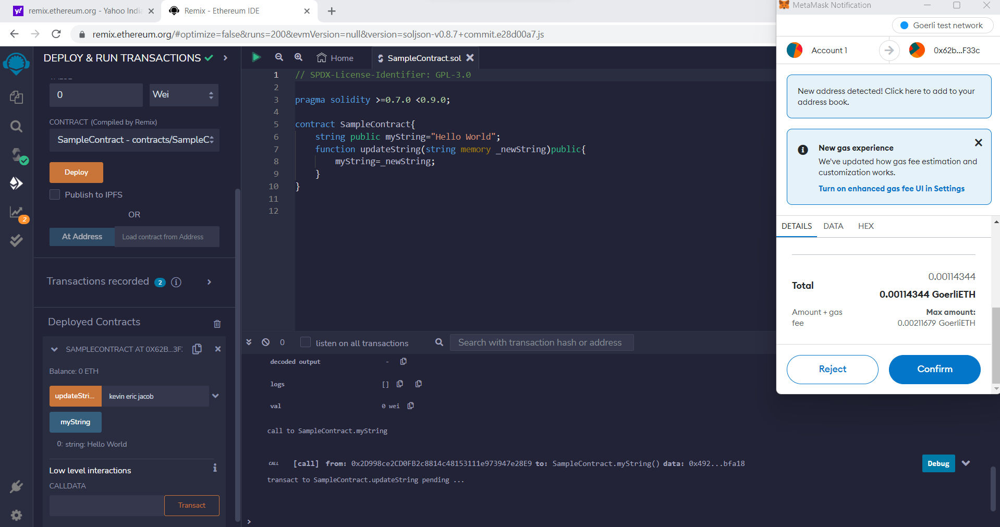 remix.ethereum.org - Yahoo India
Remix - Ethereum IDE
remix.ethereum.org/#optimize=false&runs=200&evmVersion=null&version=soljson-v0.8.7+commit.e28d00a7.js
DEPLOY & RUN TRANSACTIONS
0
Wei
CONTRACT (Compiled by Remix)
SampleContract - contracts/SampleC
Deploy
Publish to IPFS
OR
At Address
Load contract from Address
2
Transactions recorded 2
Deployed Contracts
SAMPLECONTRACT AT 0X62B...3F:
Balance: 0 ETH
updateStri...
kevin eric jacob
myString
0: string: Hello World
Low level interactions
CALLDATA
Transact
Home
SampleContract.sol
1 // SPDX-License-Identifier: GPL-3.0
2
3 pragma solidity >=0.7.0 <0.9.0;
4
5 contract SampleContract{
6 string public myString="Hello World";
7 function updateString(string memory _newString)public{
8 myString=_newString;
9 }
10 }
11
12
0
listen on all transactions
Search with transaction hash or address
decoded output -
logs []
val 0 wei
call to SampleContract.myString
CALL [call] from: 0x2D998ce2CD0FB2c8814c48153111e973947e28E9 to: SampleContract.myString() data: 0x492...bfa18
Debug
transact to SampleContract.updateString pending ...
>
MetaMask Notification
Goerli test network
Account 1
0x62b...F33c
New address detected! Click here to add to your
address book.
New gas experience
We've updated how gas fee estimation and
customization works.
Turn on enhanced gas fee UI in Settings
DETAILS
DATA
HEX
0.00114344
Total
0.00114344 GoerliETH
Amount + gas
fee
Max amount:
0.00211679 GoerliETH
Reject
Confirm